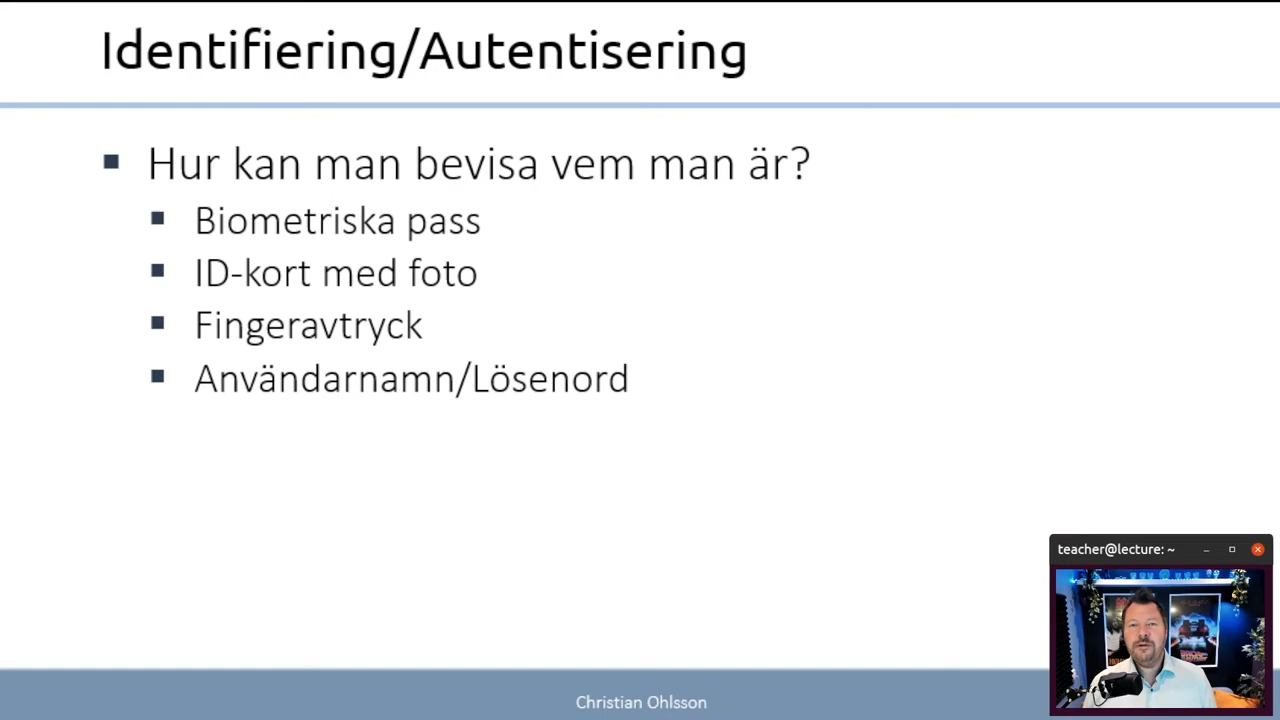 Identifiering/Autentisering
Hur kan man bevisa vem man är?
Biometriska pass
ID-kort med foto
Fingeravtryck
Användarnamn/Lösenord
teacher@lecture: ~
Christian Ohlsson